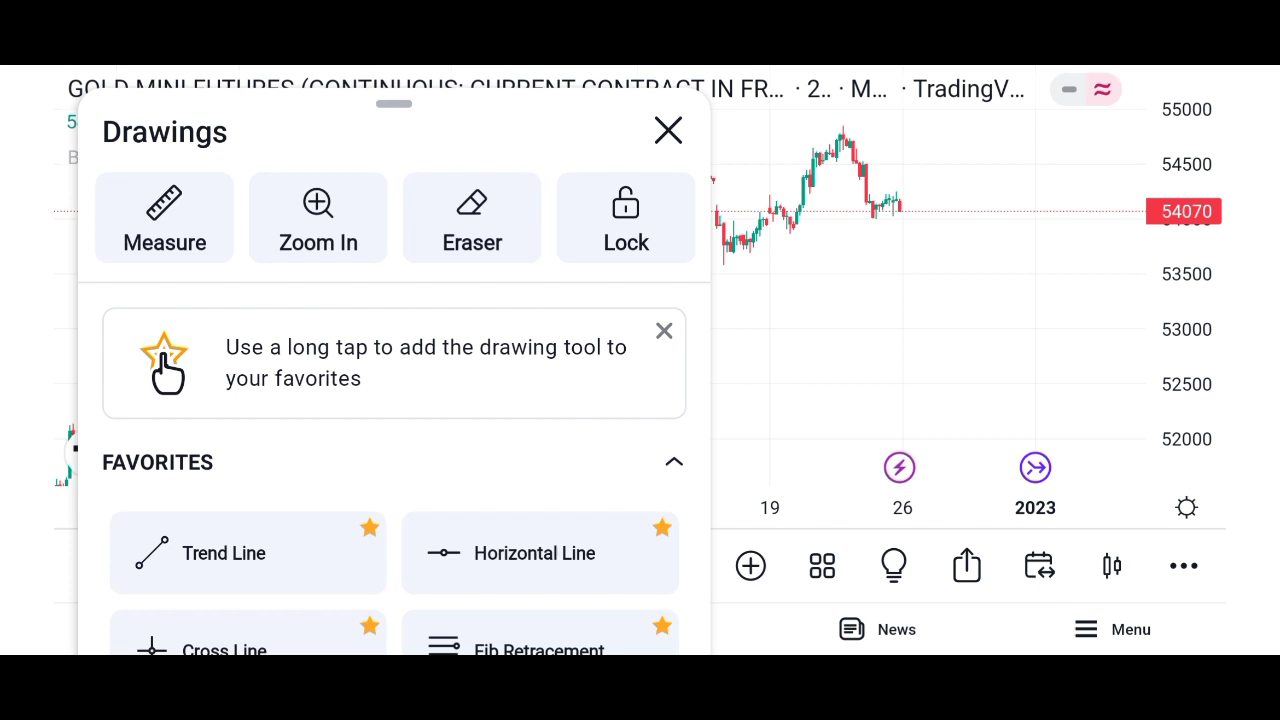 GOLD MINI FUTURES (CONTINUOUS: CURRENT CONTRACT IN FR... · 2.. · M... · TradingV...
Drawings
Measure
Zoom In
Eraser
Lock
Use a long tap to add the drawing tool to
your favorites
FAVORITES
Trend Line
Horizontal Line
Cross Line
Fib Retracement
55000
54500
54070
53500
53000
52500
52000
19
26
2023
News
Menu